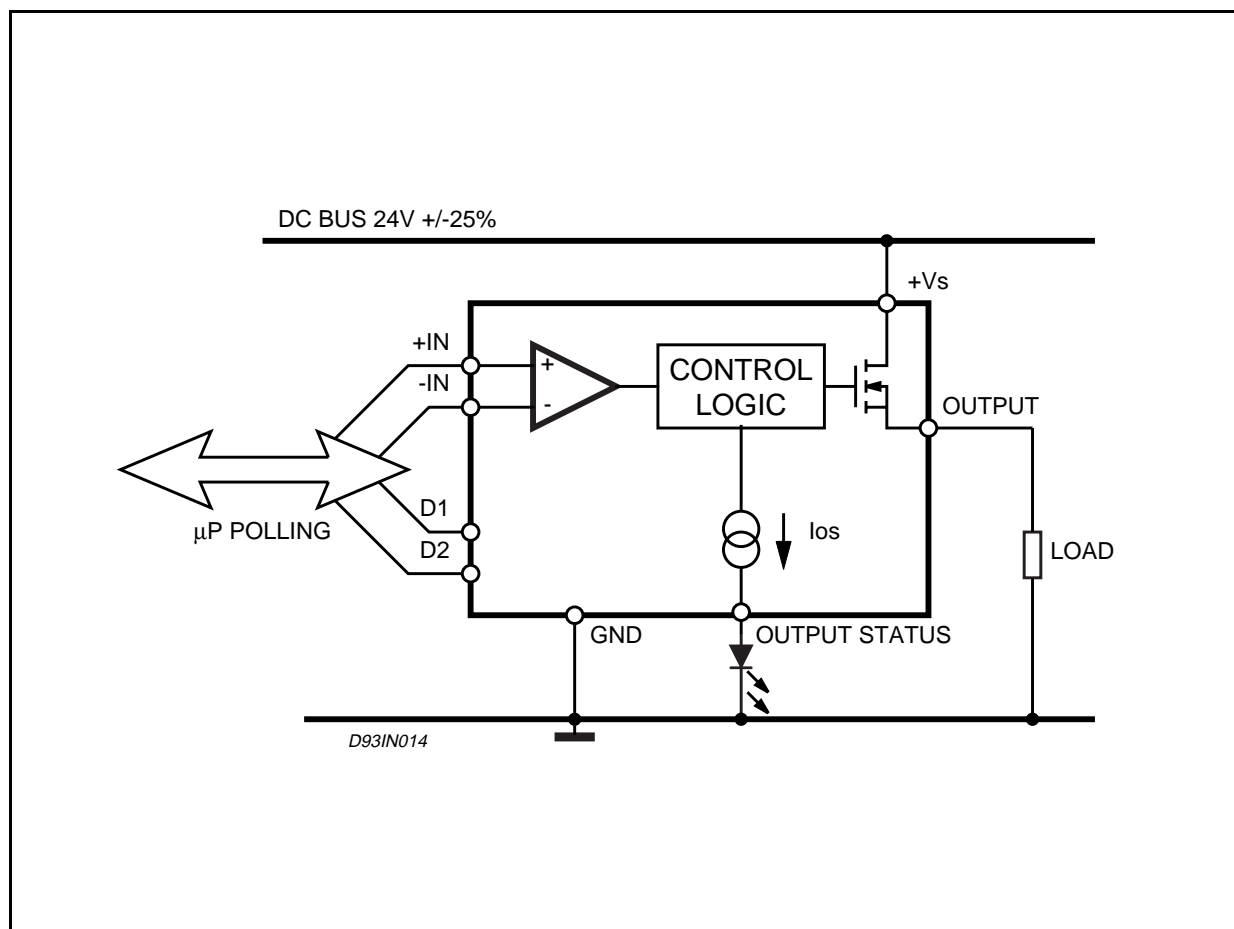 DC BUS 24V +/-25%
+Vs
+IN
-IN
+
-
CONTROL
LOGIC
OUTPUT
D1
D2
µP POLLING
Ios
LOAD
GND
OUTPUT STATUS
D93IN014